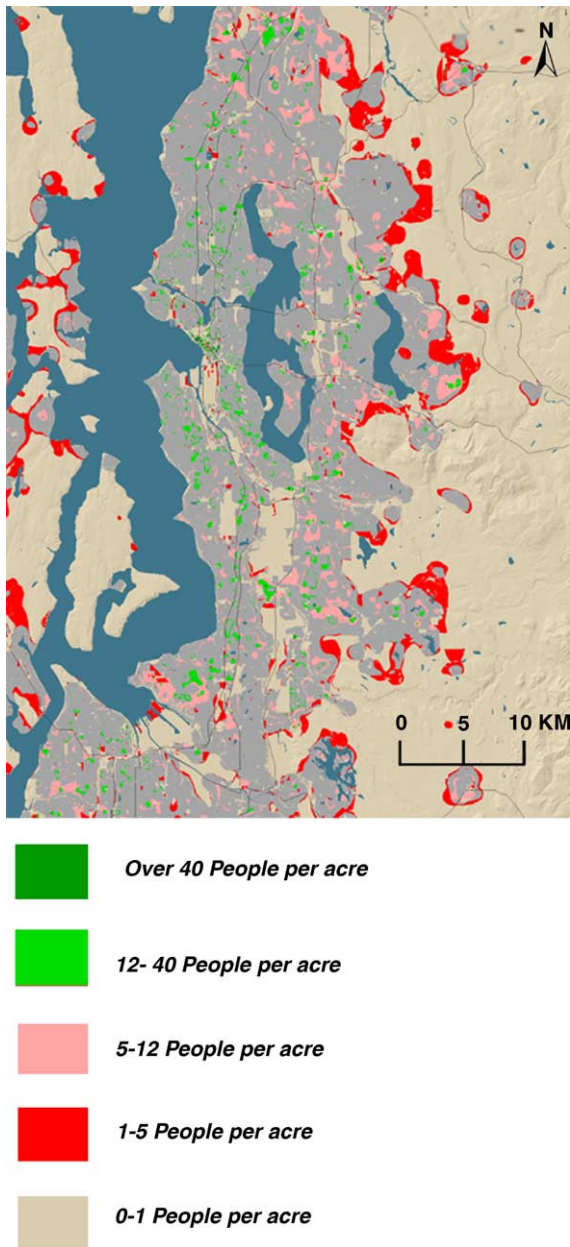 N
0 5 10 KM
Over 40 People per acre
12- 40 People per acre
5-12 People per acre
1-5 People per acre
0-1 People per acre